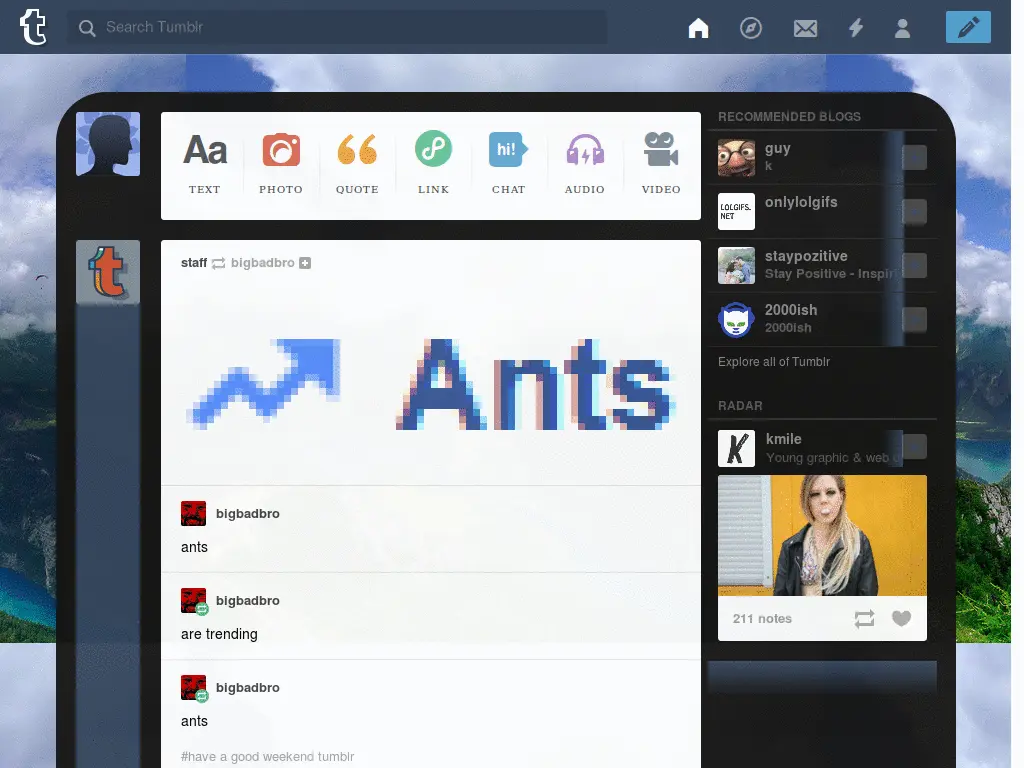 Search Tumblr
Aa
hi!
TEXT
PHOTO
QUOTE
LINK
CHAT
AUDIO
VIDEO
staff bigbadbro
Ants
bigbadbro
ants
bigbadbro
are trending
bigbadbro
ants
#have a good weekend tumblr
RECOMMENDED BLOGS
guy
k
LOLGIFS.
NET
onlylolgifs
staypozitive
Stay Positive - Inspir
2000ish
2000ish
Explore all of Tumblr
RADAR
K
kmile
Young graphic & web
211 notes